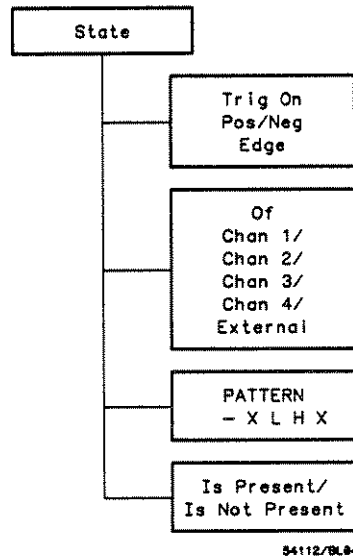 State
Trig On
Pos/Neg
Edge
Of
Chan 1/
Chan 2/
Chan 3/
Chan 4/
External
PATTERN
- X L H X
Is Present/
Is Not Present